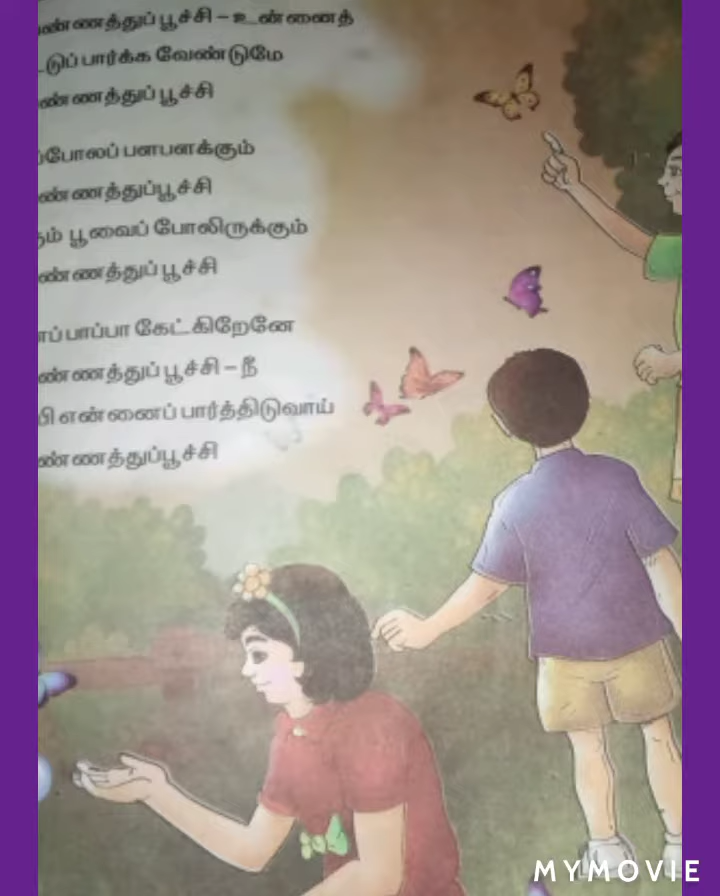 ண்ணத்துப் பூச்சி – உன்னைத்
டுப் பார்க்க வேண்டுமே
ண்ணத்துப் பூச்சி
போலப் பளபளக்கும்
ண்ணத்துப்பூச்சி
ம் பூவைப் போலிருக்கும்
ண்ணத்துப் பூச்சி
ப் பாப்பா கேட்கிறேனே
ண்ணத்துப் பூச்சி – நீ
பி என்னைப் பார்த்திடுவாய்
ண்ணத்துப்பூச்சி
MYMOVIE